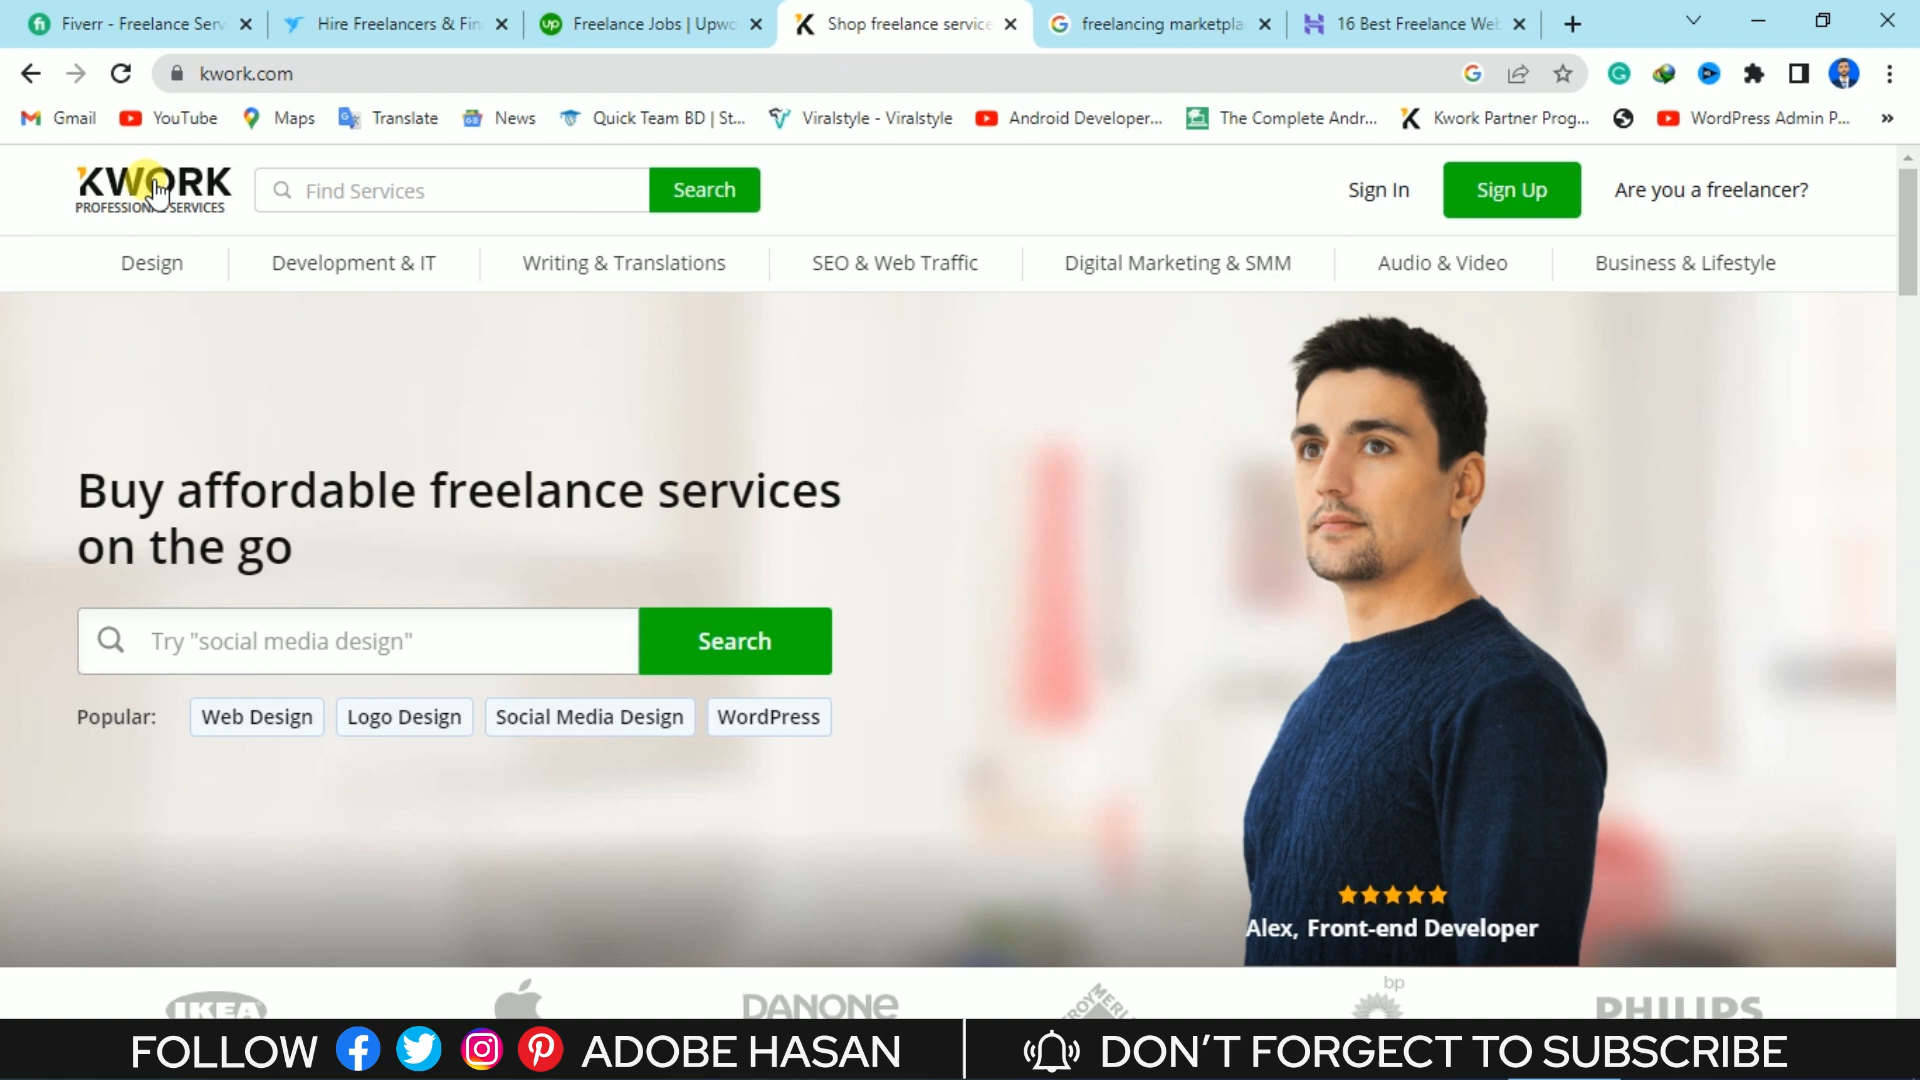 Fiverr - Freelance Serv
Hire Freelancers & Fin
Freelance Jobs | Upwo
Shop freelance service
freelancing marketpla
16 Best Freelance Web
kwork.com
Gmail
YouTube
Maps
Translate
News
Quick Team BD | St...
Viralstyle - Viralstyle
Android Developer...
The Complete Andr...
Kwork Partner Prog...
WordPress Admin P...
KWORK
PROFESSIONAL SERVICES
Find Services
Search
Sign In
Sign Up
Are you a freelancer?
Design
Development & IT
Writing & Translations
SEO & Web Traffic
Digital Marketing & SMM
Audio & Video
Business & Lifestyle
Buy affordable freelance services
on the go
Try "social media design"
Search
Popular:
Web Design
Logo Design
Social Media Design
WordPress
Alex, Front-end Developer
IKEA
DANONE
bp
PHILIPS
FOLLOW
ADOBE HASAN
DON'T FORGECT TO SUBSCRIBE